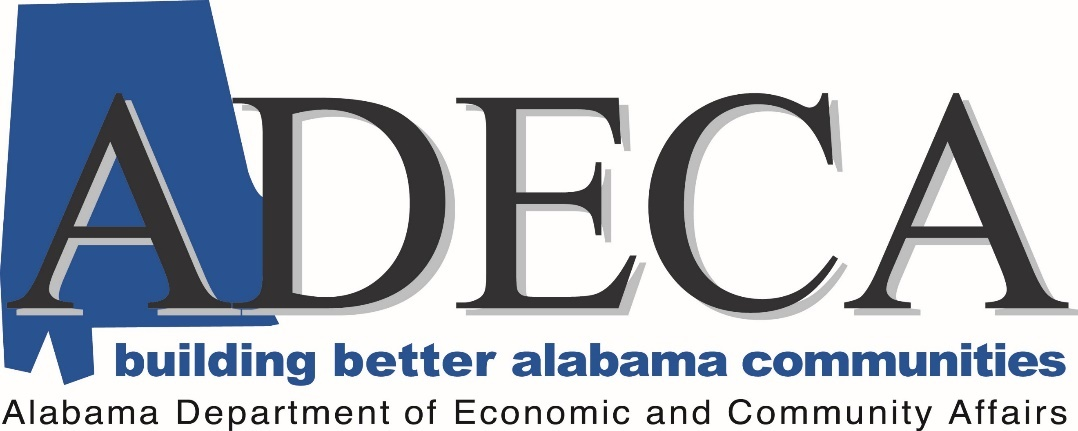 ADECA
building better alabama communities
Alabama Department of Economic and Community Affairs